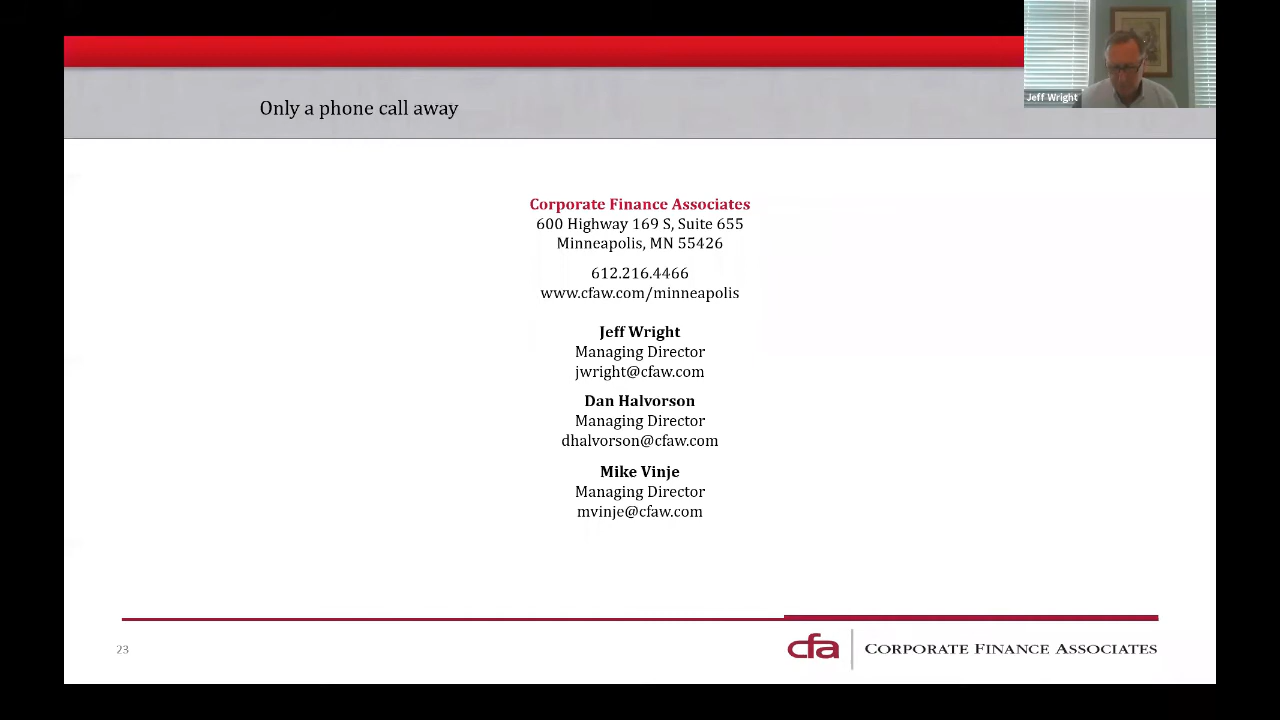 Jeff Wright
Only a phone call away
Corporate Finance Associates
600 Highway 169 S, Suite 655
Minneapolis, MN 55426
612.216.4466
www.cfaw.com/minneapolis
Jeff Wright
Managing Director
jwright@cfaw.com
Dan Halvorson
Managing Director
dhalvorson@cfaw.com
Mike Vinje
Managing Director
mvinje@cfaw.com
23
cfa
CORPORATE FINANCE ASSOCIATES